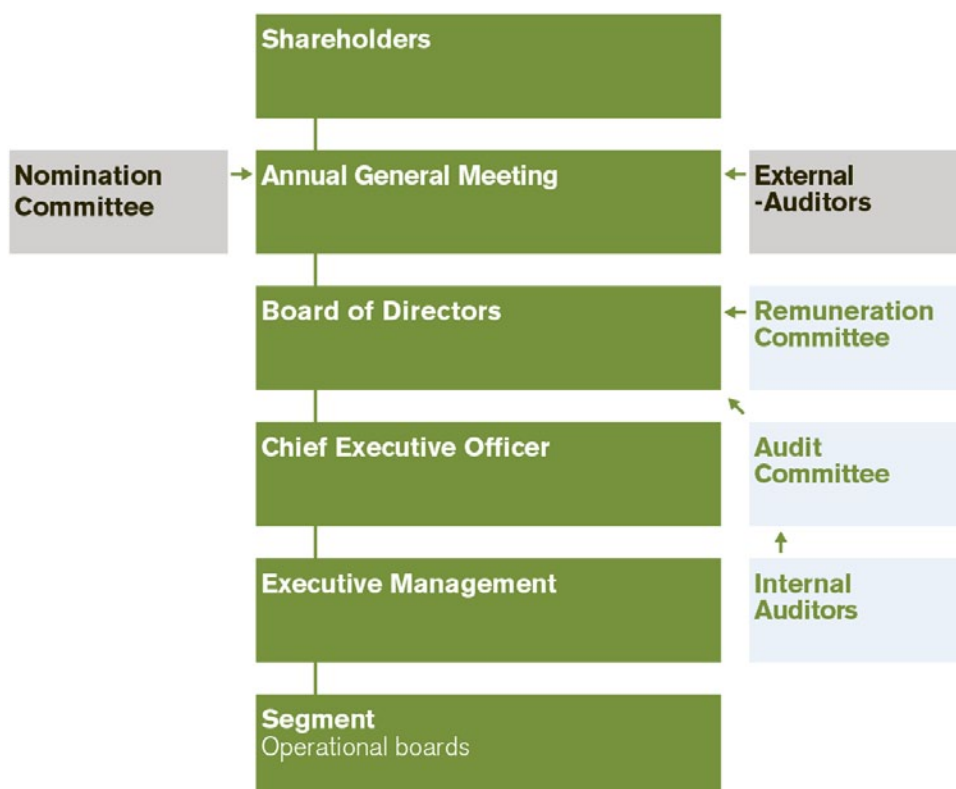 Shareholders
Nomination
Committee
Annual General Meeting
External
-Auditors
Board of Directors
Remuneration
Committee
Chief Executive Officer
Audit
Committee
Executive Management
Internal
Auditors
Segment
Operational boards